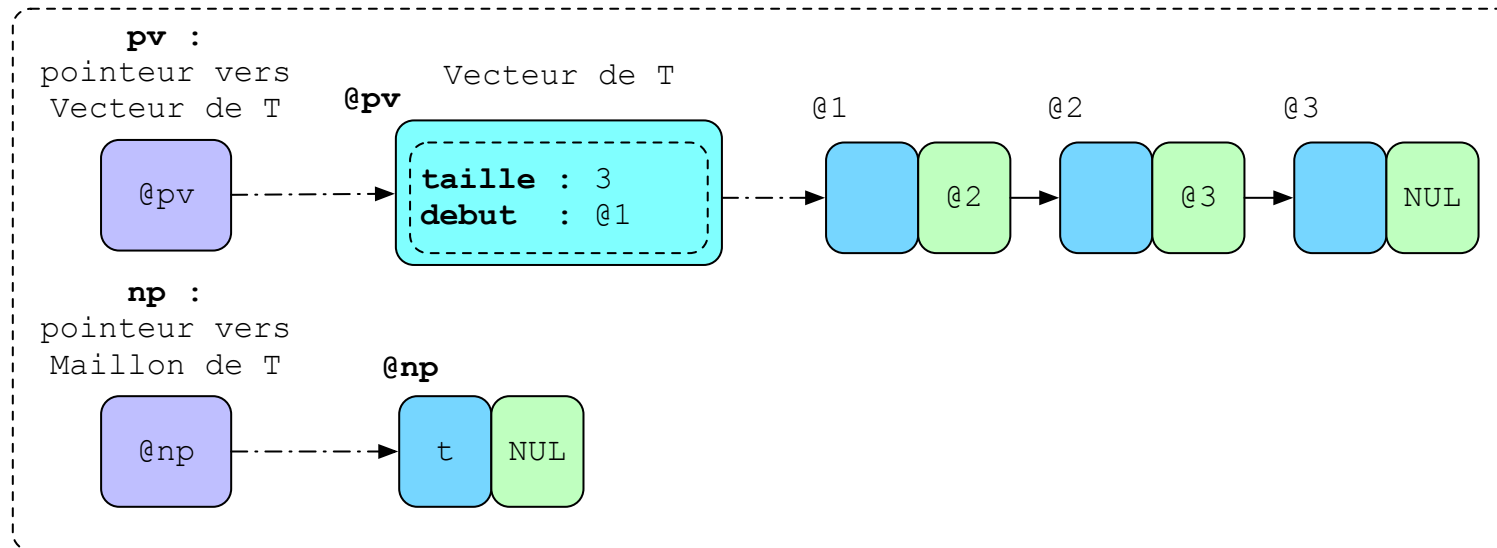 pv :
pointeur vers
Vecteur de T
@pv
Vecteur de T
@pv
taille : 3
debut : @1
@1
@2
@3
@2
@3
NUL
np :
pointeur vers
Maillon de T
@np
@np
t
NUL